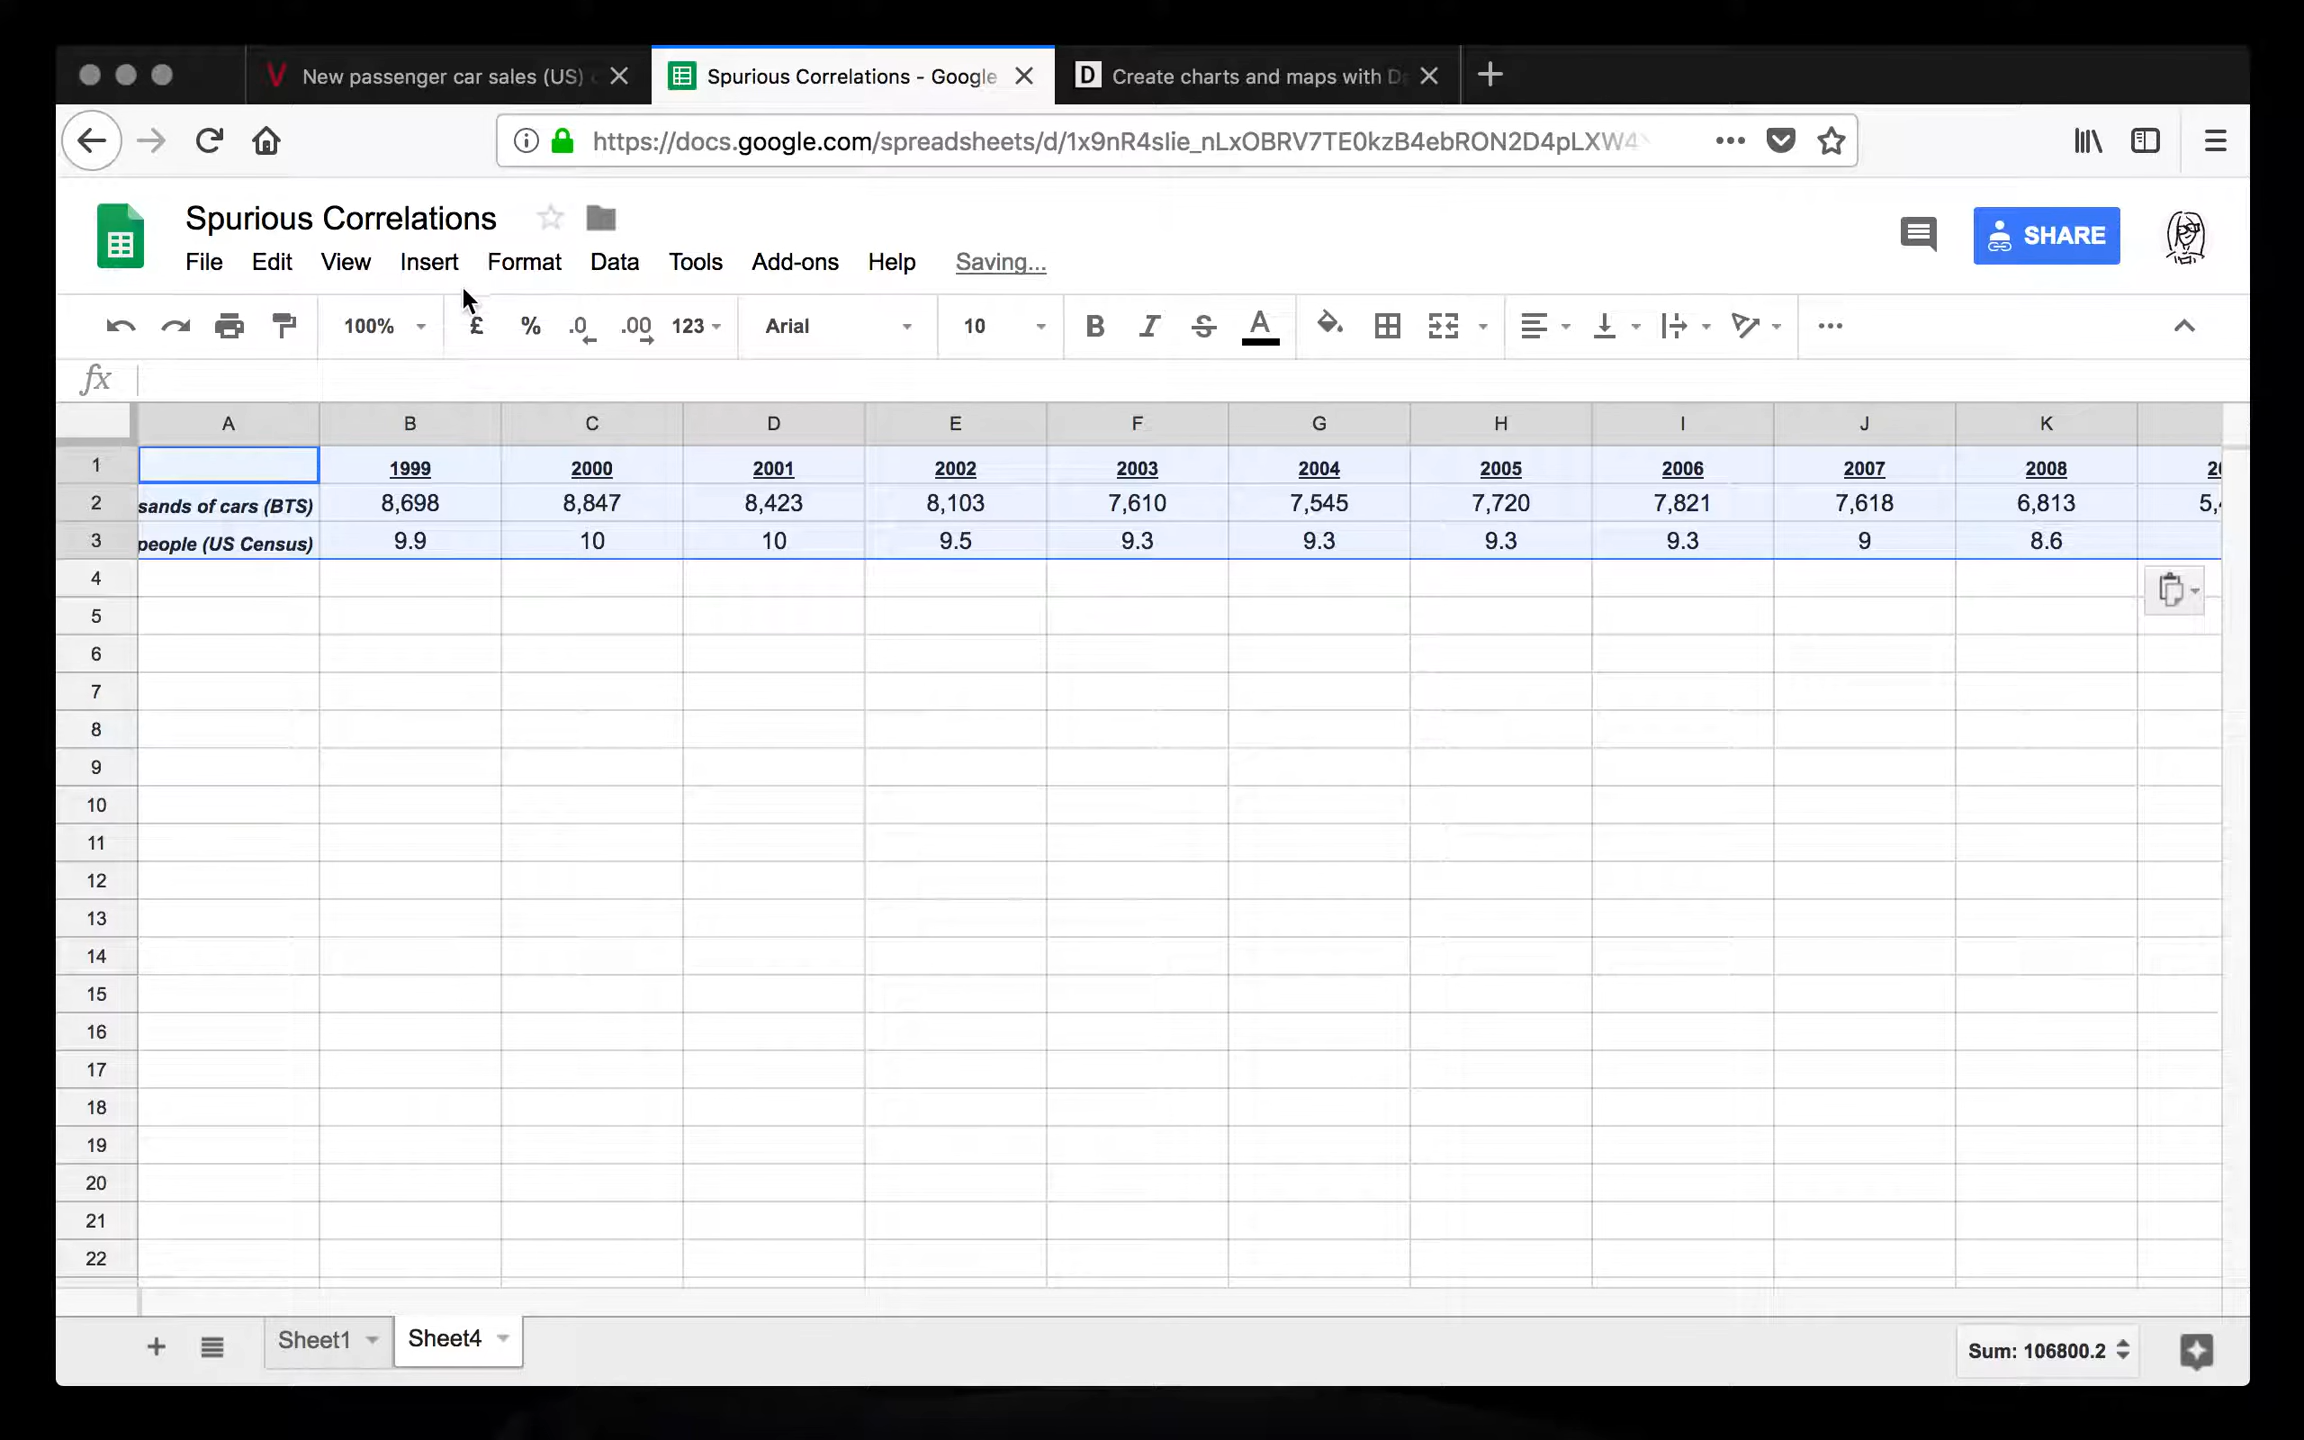 New passenger car sales (US)
Spurious Correlations - Google
Create charts and maps with
https://docs.google.com/spreadsheets/d/1x9nR4slie_nLxOBRV7TE0kzB4ebRON2D4pLXW4
Spurious Correlations
SHARE
File Edit View Insert Format Data Tools Add-ons Help Saving...
100% £ % .0 .00 123 Arial 10 B I S A
fx
A B C D E F G H I J K
1 1999 2000 2001 2002 2003 2004 2005 2006 2007 2008
2 sands of cars (BTS) 8,698 8,847 8,423 8,103 7,610 7,545 7,720 7,821 7,618 6,813
3 people (US Census) 9.9 10 10 9.5 9.3 9.3 9.3 9.3 9 8.6
4
5
6
7
8
9
10
11
12
13
14
15
16
17
18
19
20
21
22
Sheet1 Sheet4 Sum: 106800.2